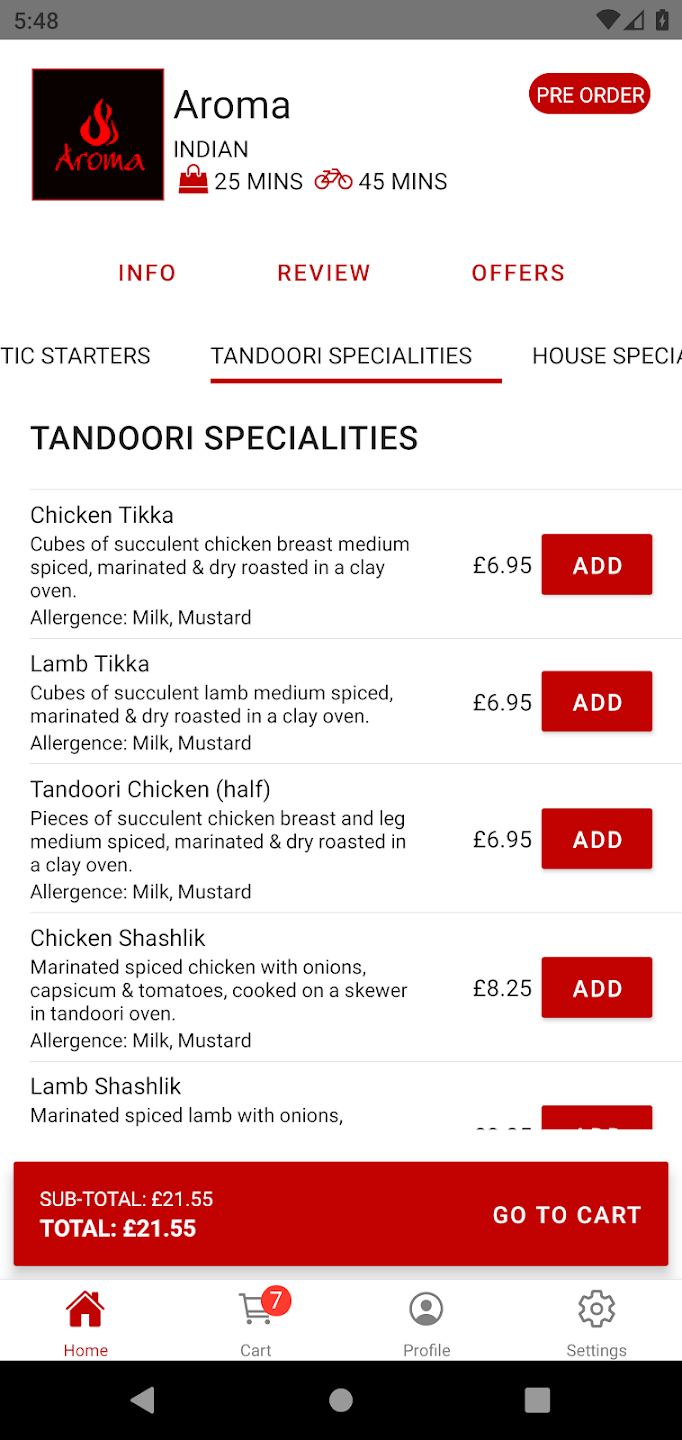 5:48
Aroma
Aroma
PRE ORDER
INDIAN
25 MINS 45 MINS
INFO REVIEW OFFERS
TIC STARTERS TANDOORI SPECIALITIES HOUSE SPECIA
TANDOORI SPECIALITIES
Chicken Tikka
Cubes of succulent chicken breast medium
spiced, marinated & dry roasted in a clay
oven.
Allergence: Milk, Mustard
£6.95 ADD
Lamb Tikka
Cubes of succulent lamb medium spiced,
marinated & dry roasted in a clay oven.
Allergence: Milk, Mustard
£6.95 ADD
Tandoori Chicken (half)
Pieces of succulent chicken breast and leg
medium spiced, marinated & dry roasted in
a clay oven.
Allergence: Milk, Mustard
£6.95 ADD
Chicken Shashlik
Marinated spiced chicken with onions,
capsicum & tomatoes, cooked on a skewer
in tandoori oven.
Allergence: Milk, Mustard
£8.25 ADD
Lamb Shashlik
Marinated spiced lamb with onions,
SUB-TOTAL: £21.55
TOTAL: £21.55
GO TO CART
7
Home Cart Profile Settings